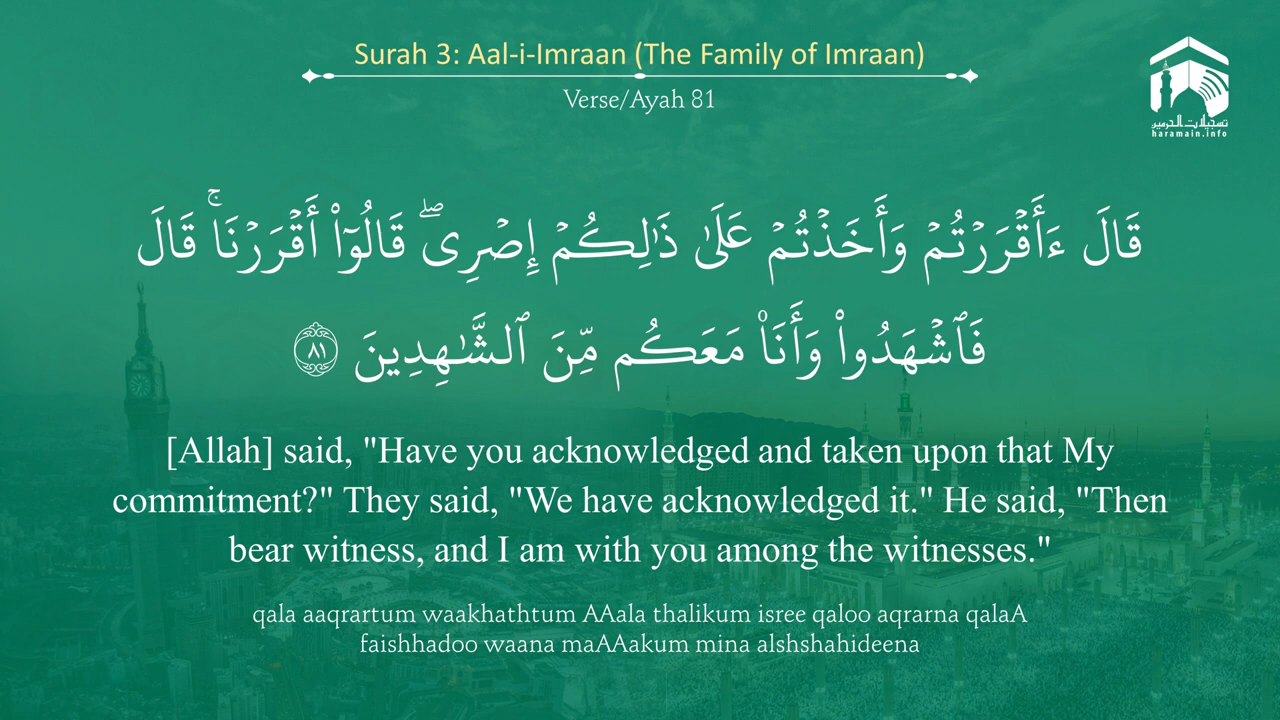 Surah 3: Aal-i-Imraan (The Family of Imraan)
Verse/Ayah 81
تسجيلات الحرمين
haramain.info
قَالَ ءَأَقۡرَرۡتُمۡ وَأَخَذۡتُمۡ عَلَىٰ ذَٰلِكُمۡ إِصۡرِىۖ قَالُوٓاْ أَقۡرَرۡنَاۚ قَالَ
فَٱشۡهَدُواْ وَأَنَا۠ مَعَكُم مِّنَ ٱلشَّٰهِدِينَ ٨١
[Allah] said, "Have you acknowledged and taken upon that My
commitment?" They said, "We have acknowledged it." He said, "Then
bear witness, and I am with you among the witnesses."
qala aaqrartum waakhathtum AAala thalikum isree qaloo aqrarna qalaA
faishhadoo waana maAAakum mina alshshahideena